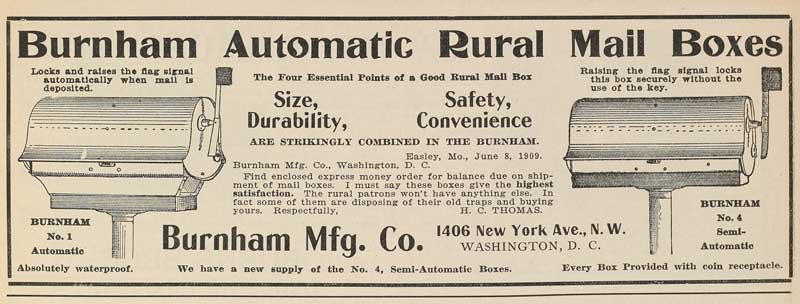 Burnham Automatic Rural Mail Boxes
Locks and raises the flag signal
automatically when mail is
deposited.
The Four Essential Points of a Good Rural Mail Box
Size, Safety,
Durability, Convenience
ARE STRIKINGLY COMBINED IN THE BURNHAM.
Easley, Mo., June 8, 1909.
Burnham Mfg. Co., Washington, D. C.
Find enclosed express money order for balance due on ship-
ment of mail boxes. I must say these boxes give the highest
satisfaction. The rural patrons won't have anything else. In
fact some of them are disposing of their old traps and buying
yours. Respectfully, H. C. THOMAS.
Raising the flag signal locks
this box securely without the
use of the key.
BURNHAM
No. 1
Automatic
Burnham Mfg. Co.
1406 New York Ave., N. W.
WASHINGTON, D. C.
BURNHAM
No. 4
Semi-
Automatic
Absolutely waterproof.
We have a new supply of the No. 4, Semi-Automatic Boxes.
Every Box Provided with coin receptacle.